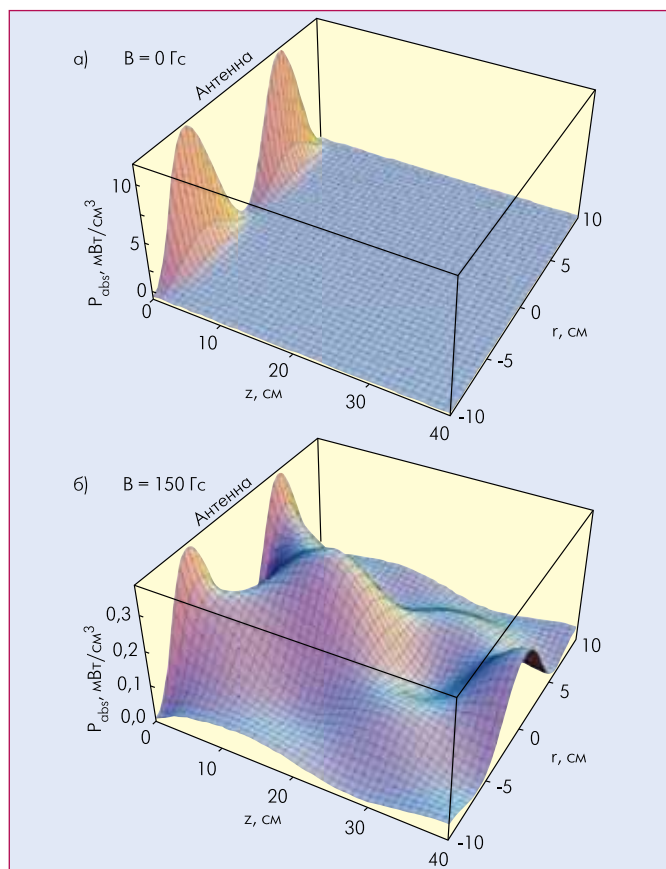 а) В = 0 Гс
Антенна
10
5
0
P_abs, мВт/см³
0
10
20
30
40
z, см
10
5
0
-5
-10
r, см
б) В = 150 Гс
Антенна
0,3
0,2
0,1
0,0
P_abs, мВт/см³
0
10
20
30
40
z, см
10
5
0
-5
-10
r, см